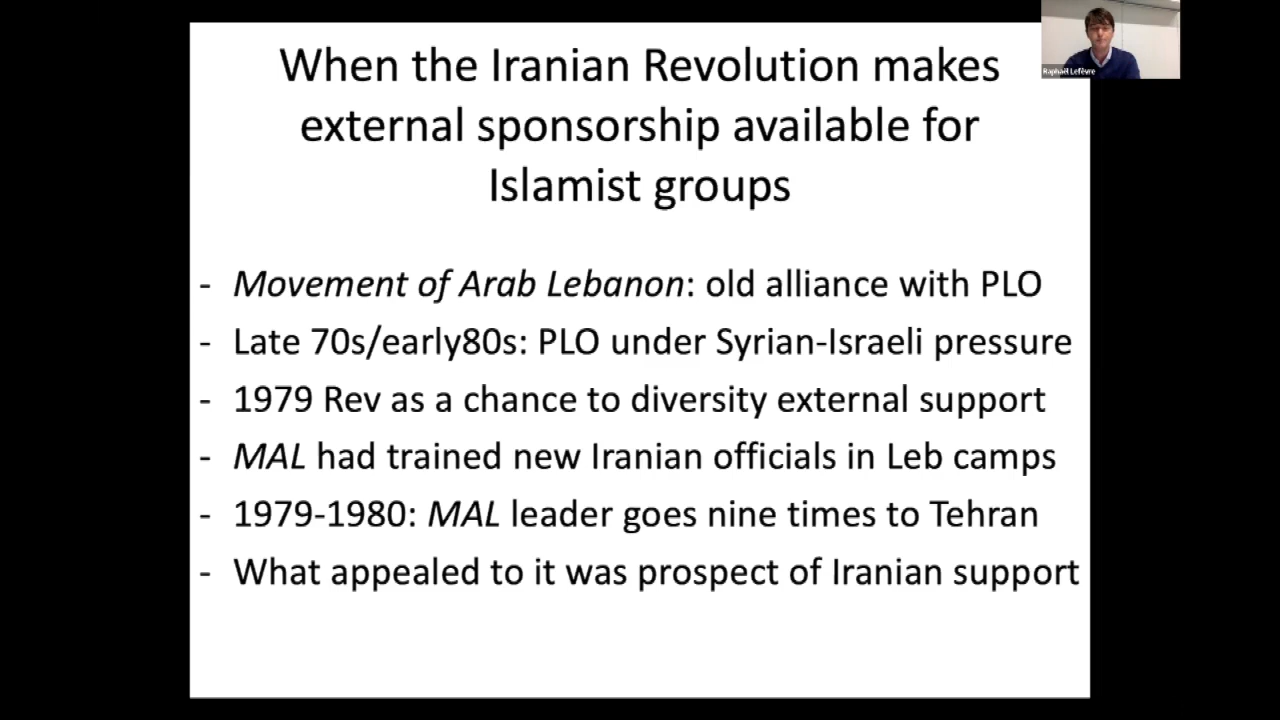 When the Iranian Revolution makes
external sponsorship available for
Islamist groups
- Movement of Arab Lebanon: old alliance with PLO
- Late 70s/early80s: PLO under Syrian-Israeli pressure
- 1979 Rev as a chance to diversity external support
- MAL had trained new Iranian officials in Leb camps
- 1979-1980: MAL leader goes nine times to Tehran
- What appealed to it was prospect of Iranian support
Raphaël Lefèvre